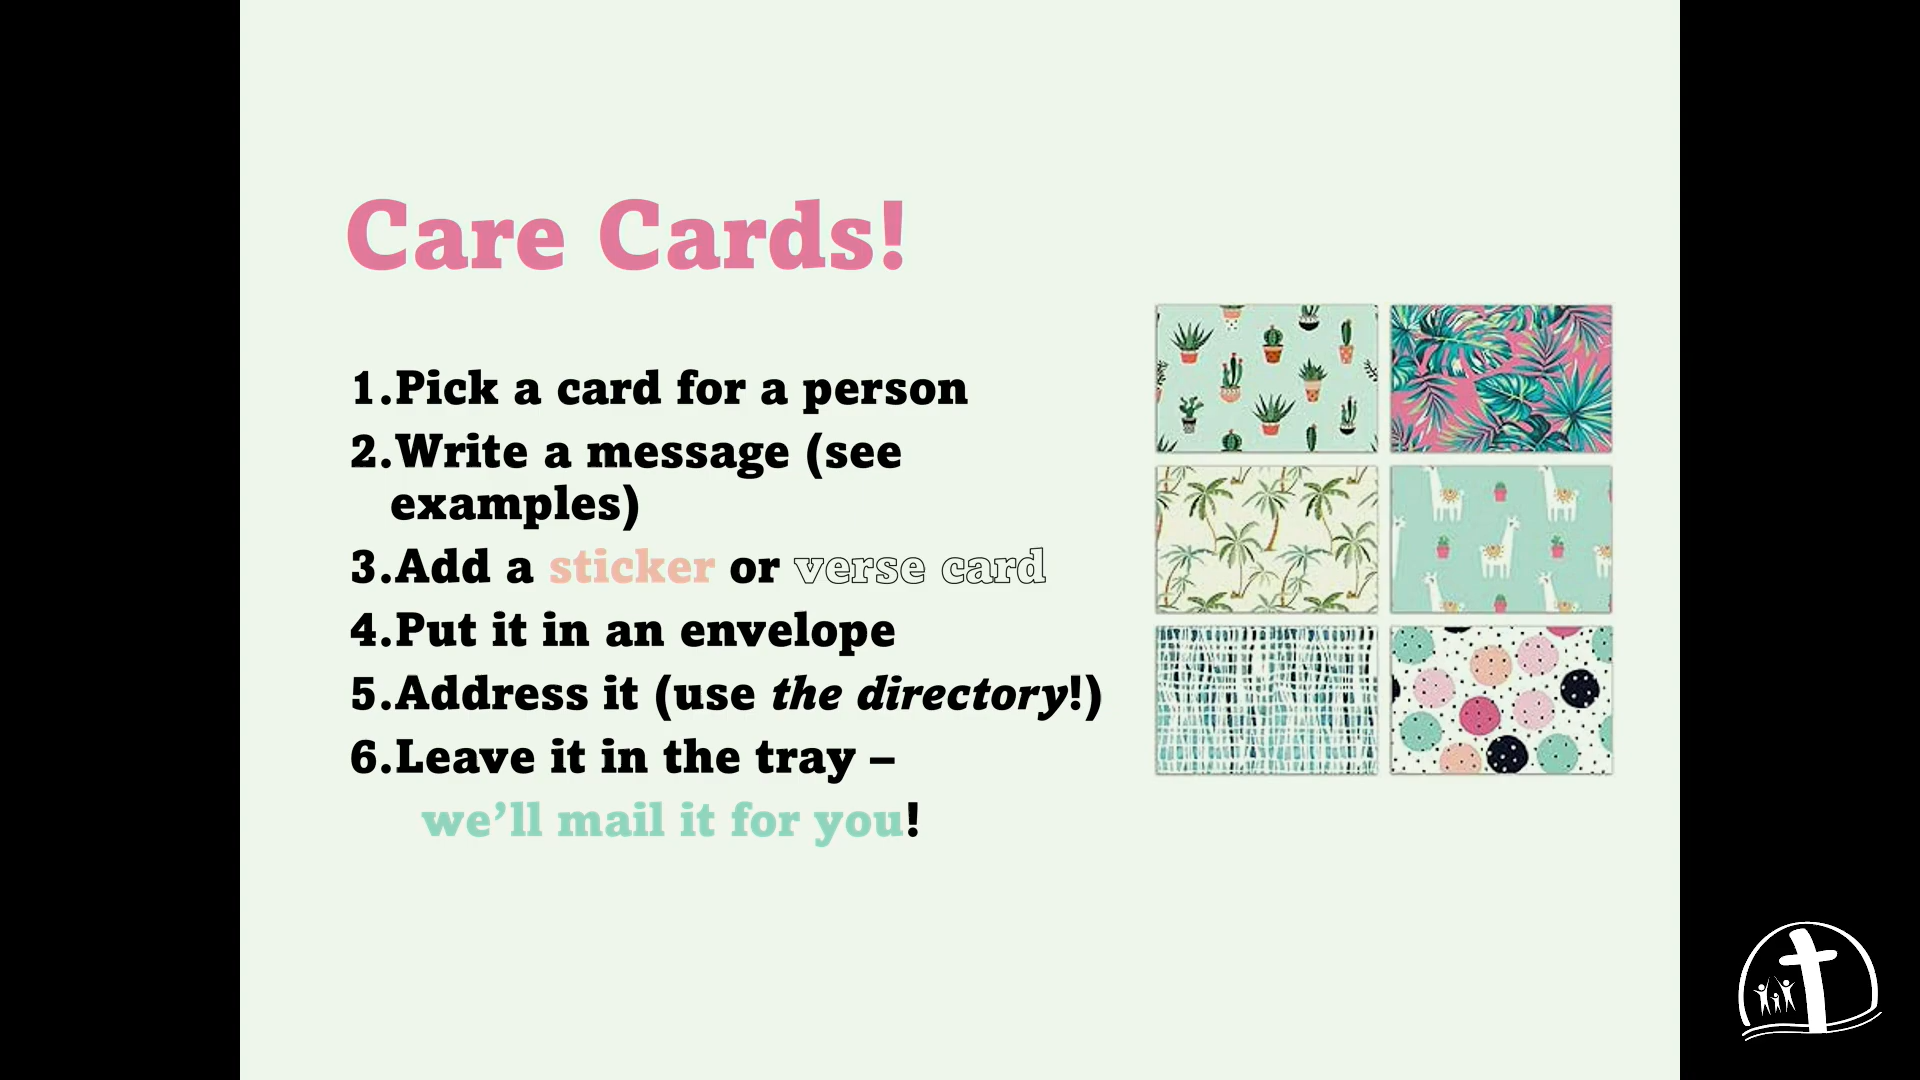 Care Cards!
1.Pick a card for a person
2.Write a message (see
examples)
3.Add a sticker or verse card
4.Put it in an envelope
5.Address it (use the directory!)
6.Leave it in the tray –
we’ll mail it for you!